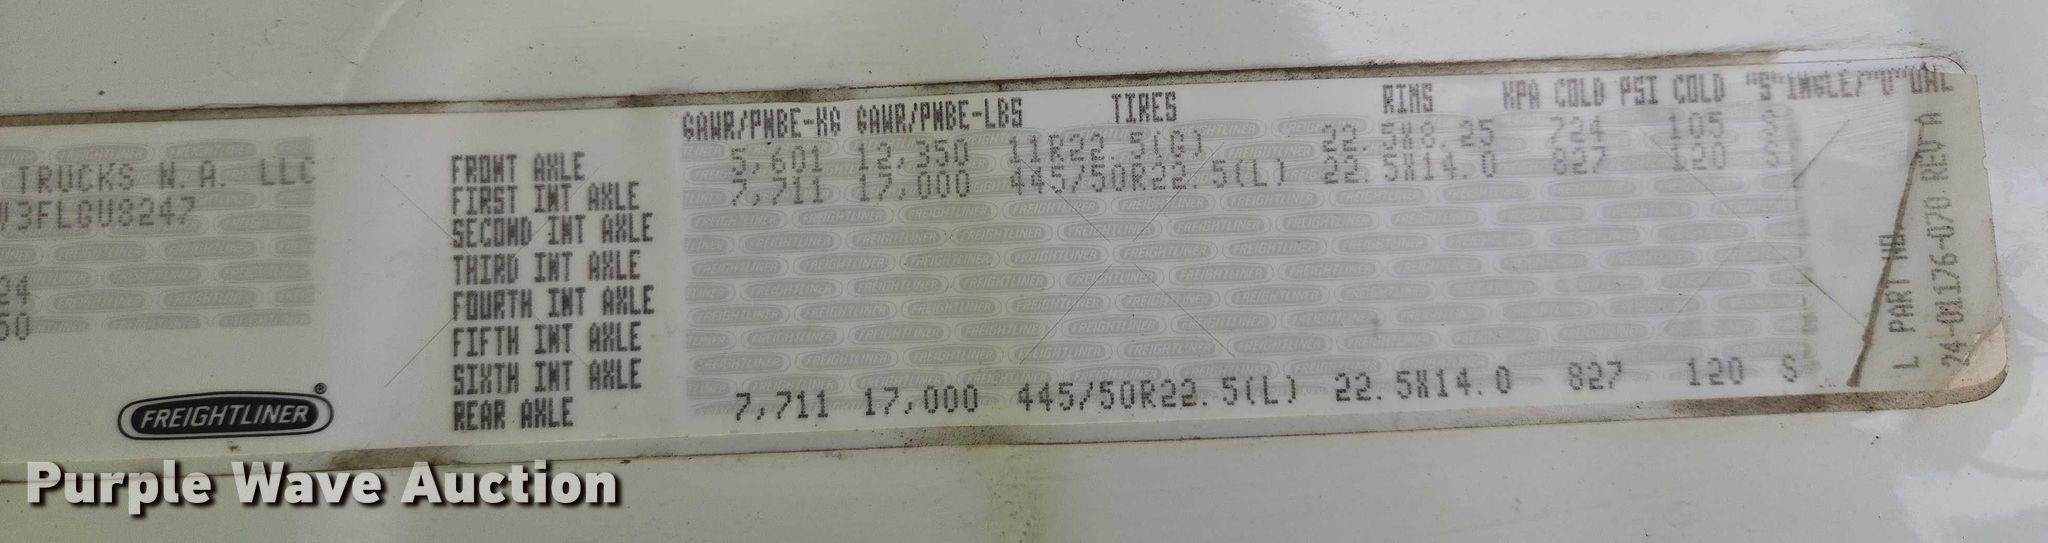 GAWR/PNBE-KG GAWR/PNBE-LBS TIRES RIMS KPA COLD PSI COLD "S"INGLE/"D"UAL
FRONT AXLE 5,601 12,350 11R22.5(G) 22.5X8.25 724 105 S
FIRST INT AXLE 7,711 17,000 445/50R22.5(L) 22.5X14.0 827 120 S
SECOND INT AXLE
THIRD INT AXLE
FOURTH INT AXLE
FIFTH INT AXLE
SIXTH INT AXLE
REAR AXLE 7,711 17,000 445/50R22.5(L) 22.5X14.0 827 120 S
TRUCKS N.A. LLC
V3FLGU8247
24
50
FREIGHTLINER®
L PART NO
24-01176-070 REV A
Purple Wave Auction